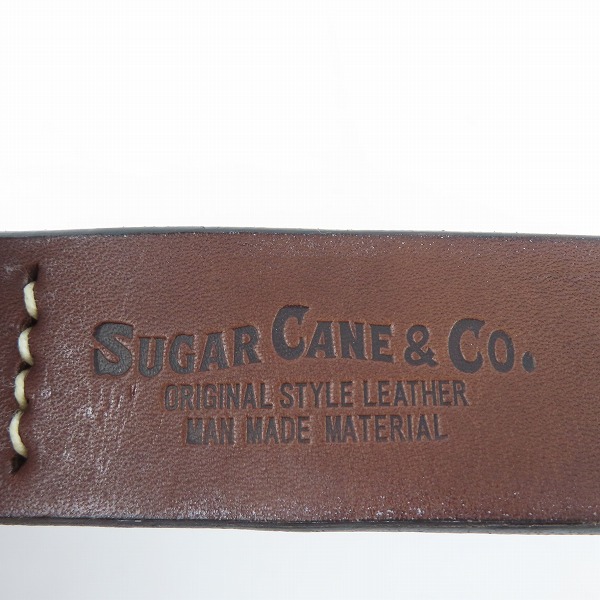 SUGAR CANE & CO.
ORIGINAL STYLE LEATHER
MAN MADE MATERIAL